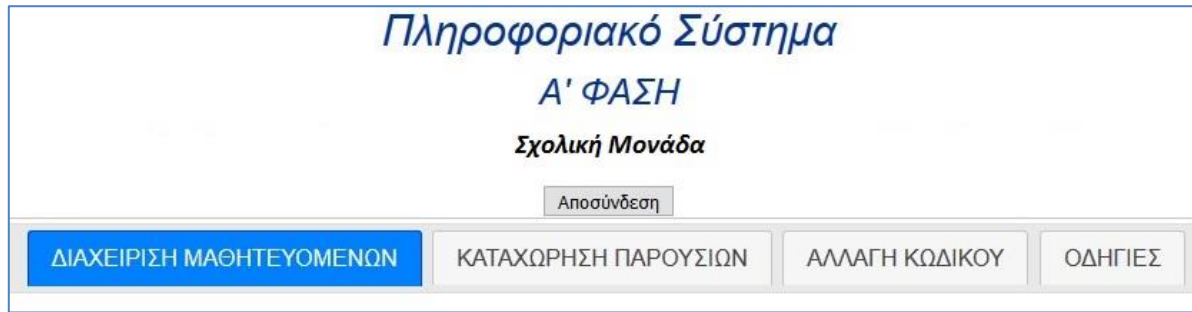 Πληροφοριακό Σύστημα
Α' ΦΑΣΗ
Σχολική Μονάδα
Αποσύνδεση
ΔΙΑΧΕΙΡΙΣΗ ΜΑΘΗΤΕΥΟΜΕΝΩΝ ΚΑΤΑΧΩΡΗΣΗ ΠΑΡΟΥΣΙΩΝ ΑΛΛΑΓΗ ΚΩΔΙΚΟΥ ΟΔΗΓΙΕΣ